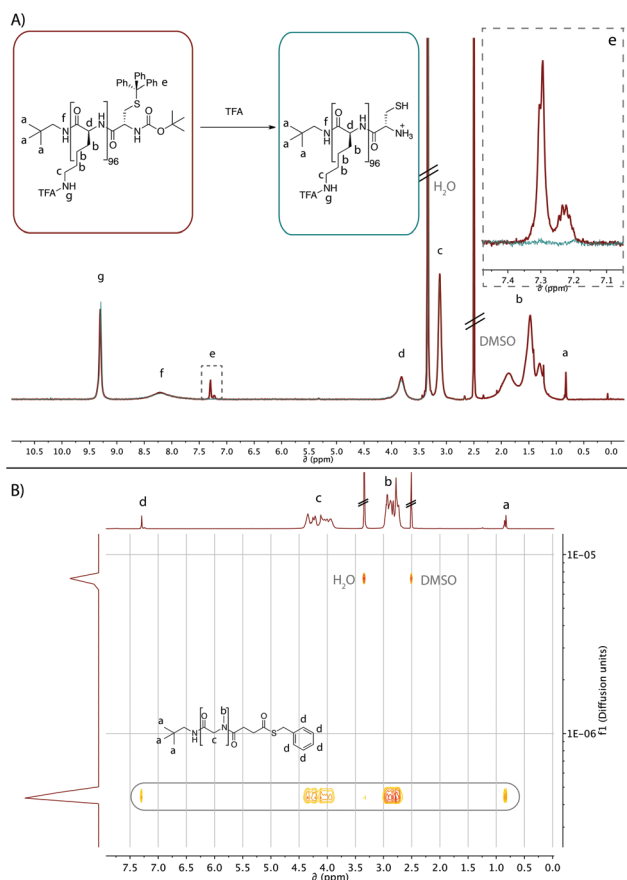 A)
Ph Ph e
Ph
S
a
a
a
f
N
H
O
d
H
N
O
N
H
O
O
b
b
b
c
96
NH
TFA
g
TFA
SH
a
a
a
f
N
H
O
d
H
N
O
NH3
+
b
b
b
c
96
NH
TFA
g
H2O
e
7.4 7.3 7.2 7.1
∂ (ppm)
g
f
e
d
c
DMSO
b
a
10.5 10.0 9.5 9.0 8.5 8.0 7.5 7.0 6.5 6.0 5.5 5.0 4.5 4.0 3.5 3.0 2.5 2.0 1.5 1.0 0.5 0.0
∂ (ppm)
B)
d
c
b
a
1E-05
H2O
DMSO
a
a
a
N
H
O
c
b
N
O
O
S
d
d
d
d
d
1E-06
f1 (Diffusion units)
7.5 7.0 6.5 6.0 5.5 5.0 4.5 4.0 3.5 3.0 2.5 2.0 1.5 1.0 0.5 0.0
∂ (ppm)